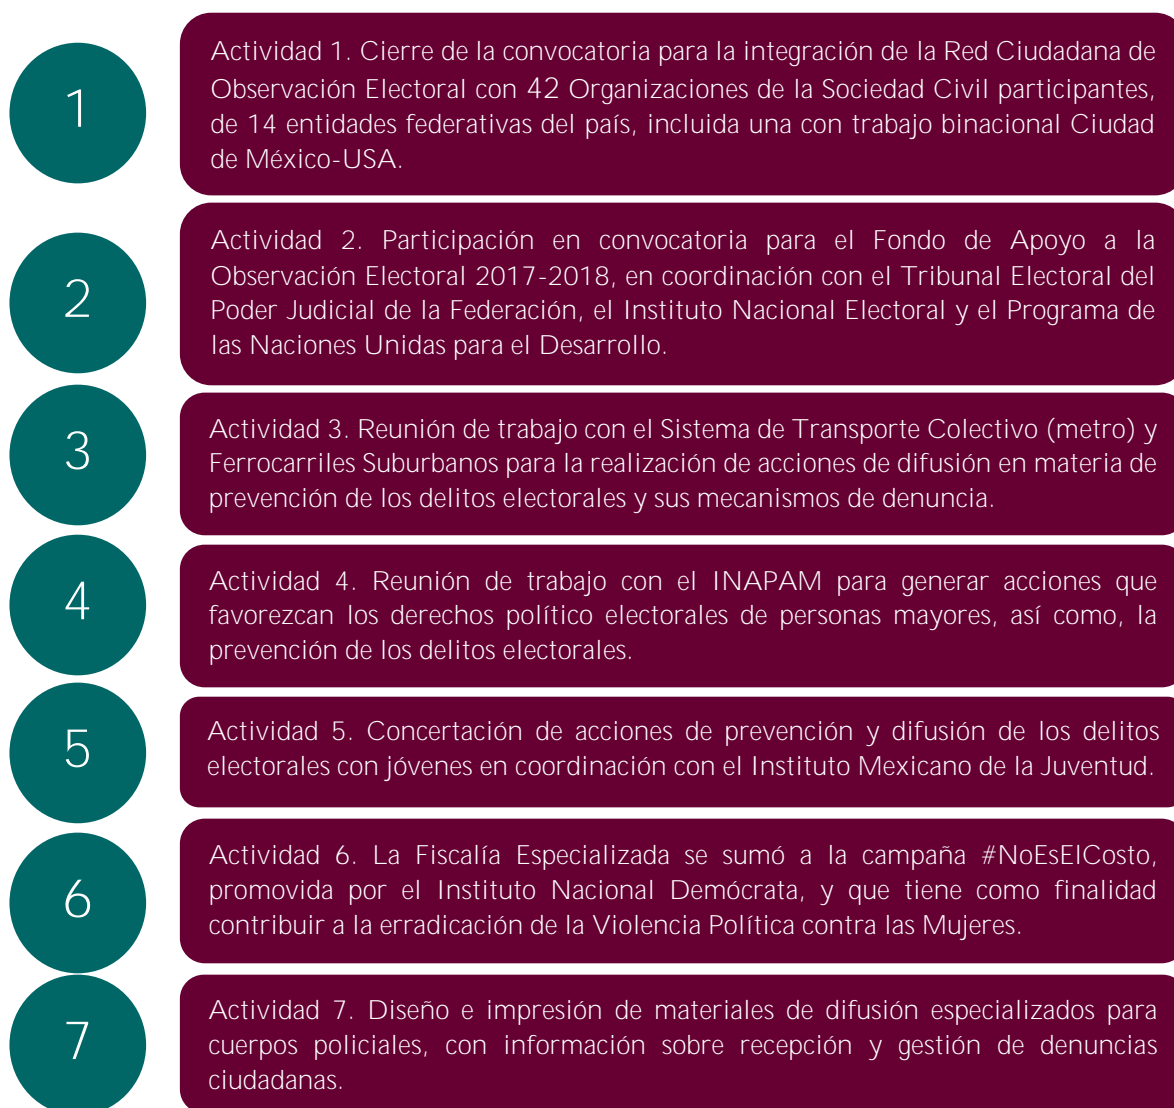 1
Actividad 1. Cierre de la convocatoria para la integración de la Red Ciudadana de
Observación Electoral con 42 Organizaciones de la Sociedad Civil participantes,
de 14 entidades federativas del país, incluida una con trabajo binacional Ciudad
de México-USA.
2
Actividad 2. Participación en convocatoria para el Fondo de Apoyo a la
Observación Electoral 2017-2018, en coordinación con el Tribunal Electoral del
Poder Judicial de la Federación, el Instituto Nacional Electoral y el Programa de
las Naciones Unidas para el Desarrollo.
3
Actividad 3. Reunión de trabajo con el Sistema de Transporte Colectivo (metro) y
Ferrocarriles Suburbanos para la realización de acciones de difusión en materia de
prevención de los delitos electorales y sus mecanismos de denuncia.
4
Actividad 4. Reunión de trabajo con el INAPAM para generar acciones que
favorezcan los derechos político electorales de personas mayores, así como, la
prevención de los delitos electorales.
5
Actividad 5. Concertación de acciones de prevención y difusión de los delitos
electorales con jóvenes en coordinación con el Instituto Mexicano de la Juventud.
6
Actividad 6. La Fiscalía Especializada se sumó a la campaña #NoEsElCosto,
promovida por el Instituto Nacional Demócrata, y que tiene como finalidad
contribuir a la erradicación de la Violencia Política contra las Mujeres.
7
Actividad 7. Diseño e impresión de materiales de difusión especializados para
cuerpos policiales, con información sobre recepción y gestión de denuncias
ciudadanas.